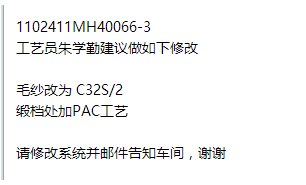 1102411MH40066-3
工艺员朱学勤建议做如下修改
毛纱改为 C32S/2
缎档处加PAC工艺
请修改系统并邮件告知车间，谢谢